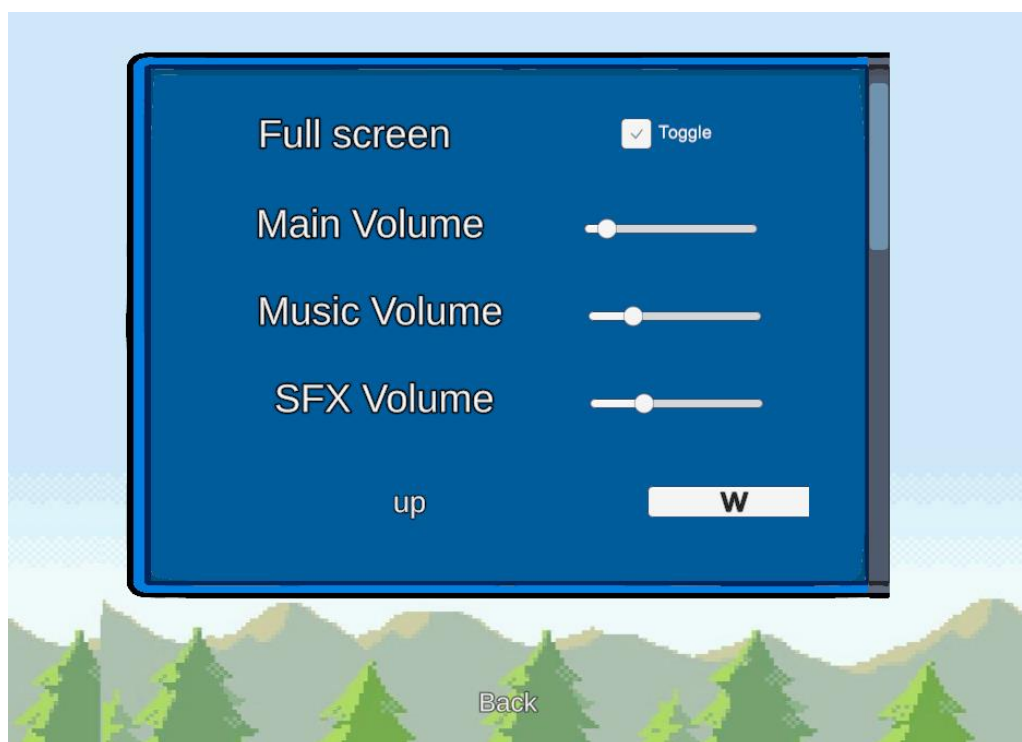 Full screen Toggle
Main Volume
Music Volume
SFX Volume
up W
Back